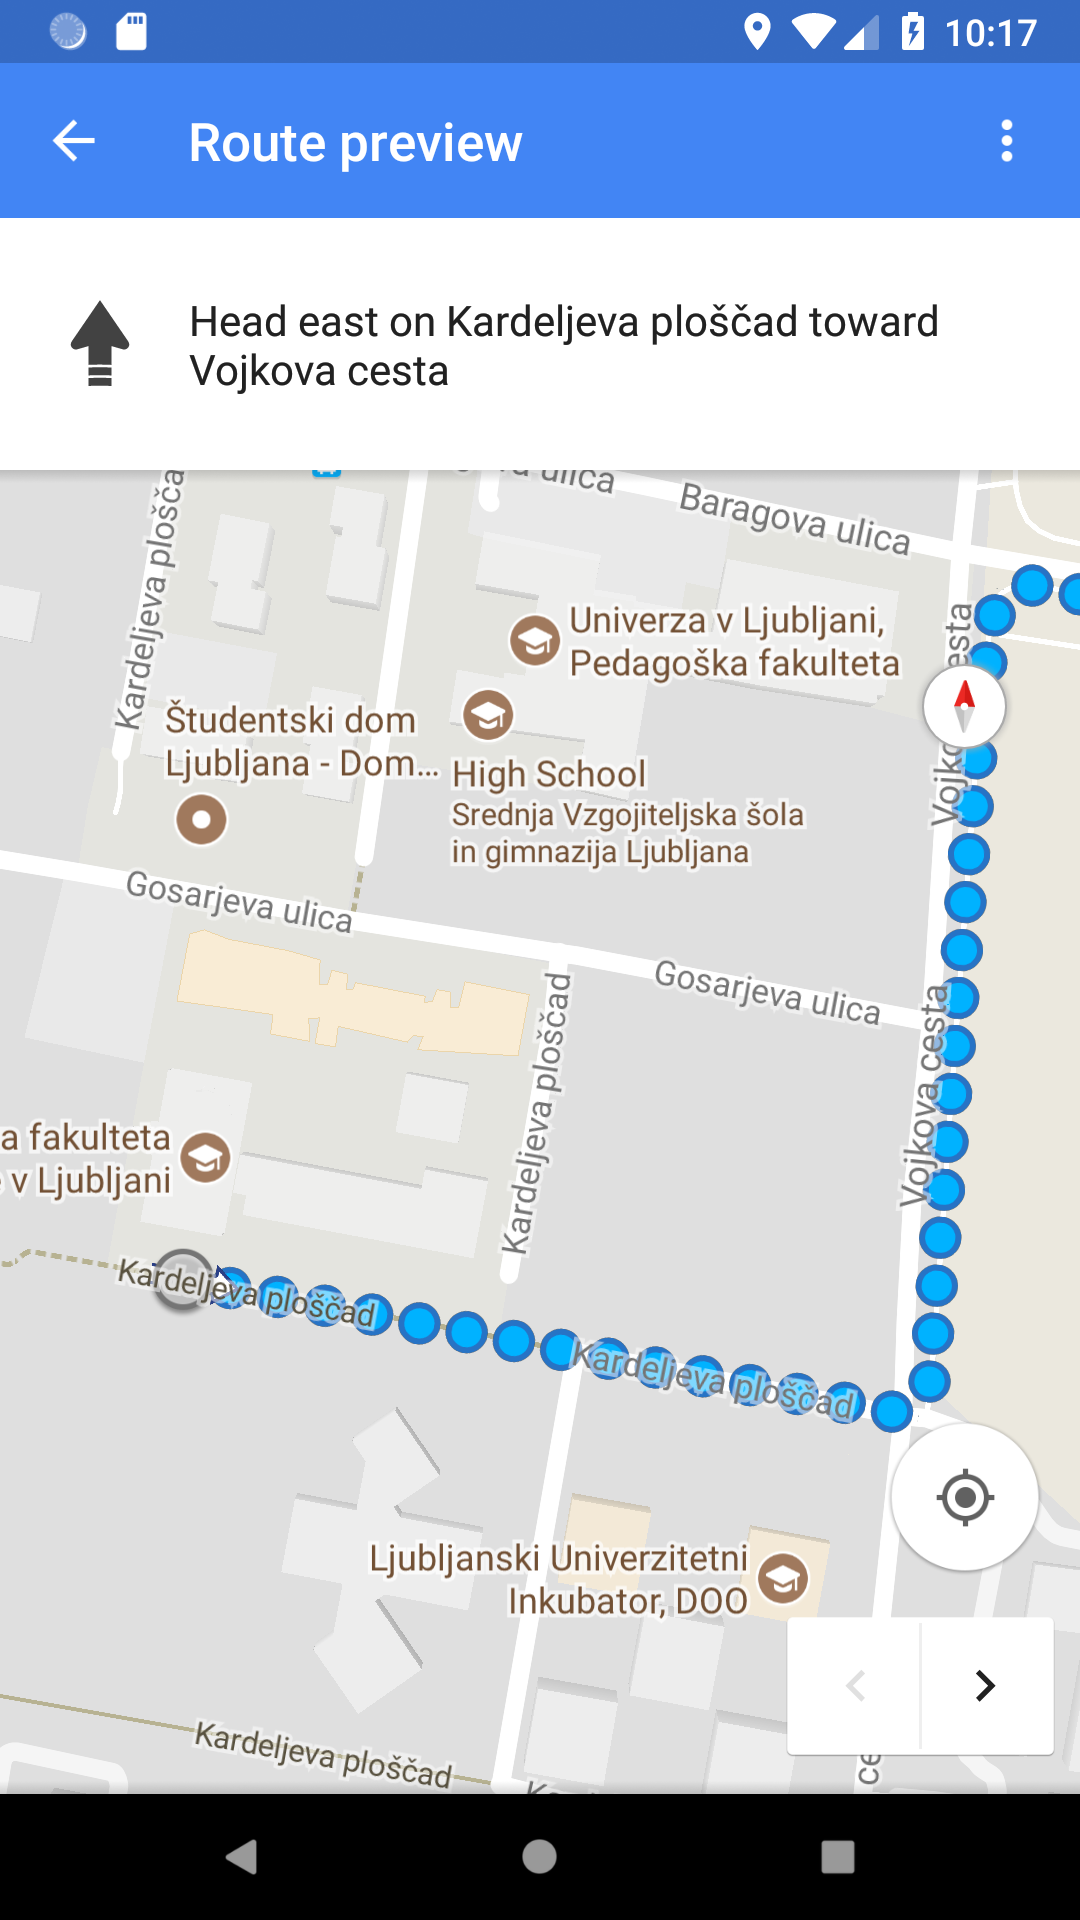 10:17
Route preview
Head east on Kardeljeva ploščad toward
Vojkova cesta
ulica
Baragova ulica
Kardeljeva plošča
Univerza v Ljubljani,
Pedagoška fakulteta
Študentski dom
Ljubljana - Dom...
High School
Srednja Vzgojiteljska šola
in gimnazija Ljubljana
Gosarjeva ulica
Gosarjeva ulica
Kardeljeva ploščad
Vojkova cesta
a fakulteta
v Ljubljani
Kardeljeva ploščad
Kardeljeva ploščad
Ljubljanski Univerzitetni
Inkubator, DOO
Kardeljeva ploščad
ce